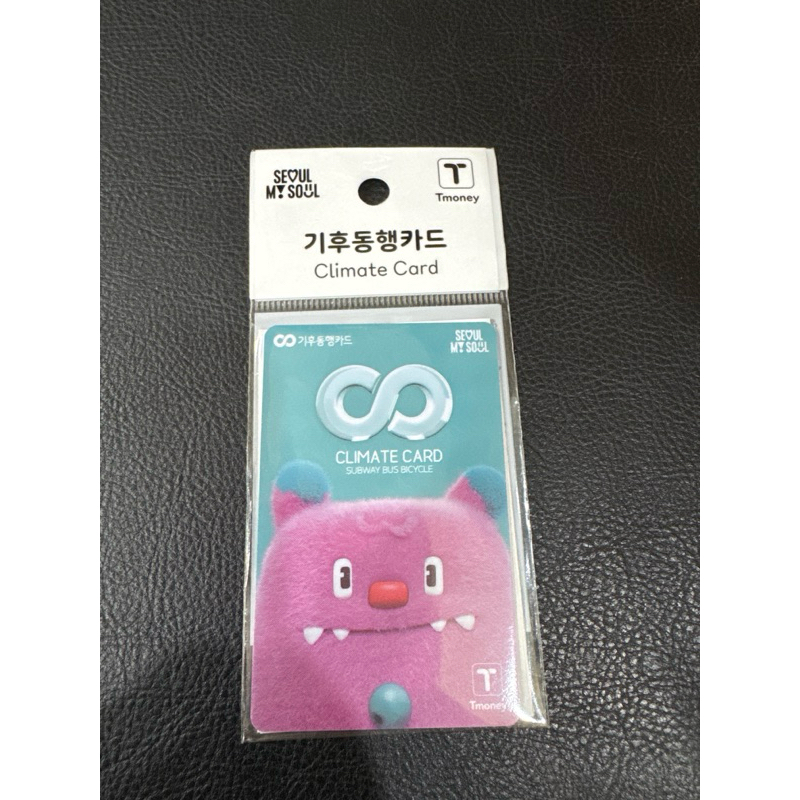 SEOUL
MY SOUL
T
Tmoney
기후동행카드
Climate Card
기후동행카드
SEOUL
MY SOUL
CLIMATE CARD
SUBWAY BUS BICYCLE
T
Tmoney